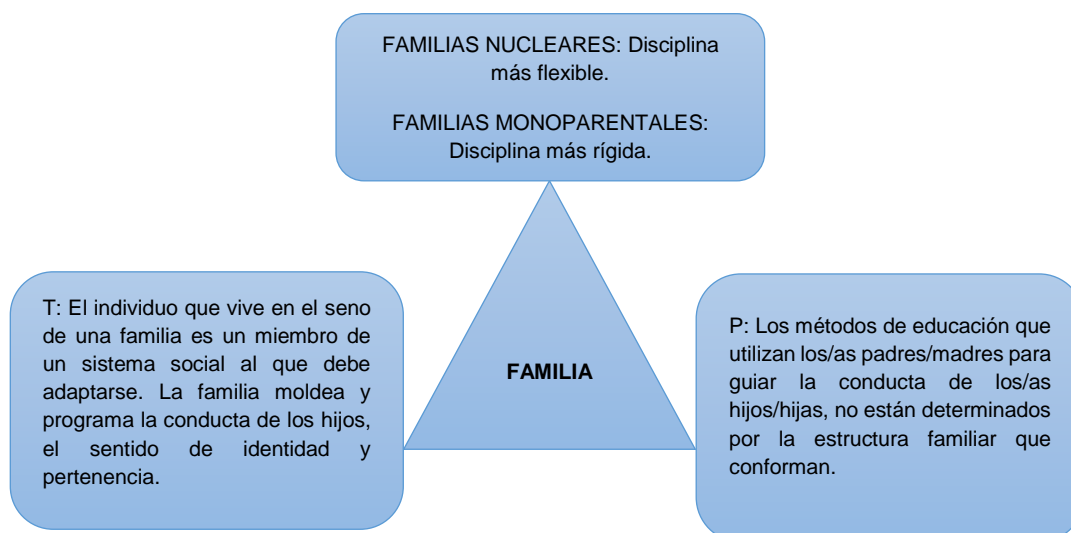 FAMILIAS NUCLEARES: Disciplina
más flexible.
FAMILIAS MONOPARENTALES:
Disciplina más rígida.
T: El individuo que vive en el seno
de una familia es un miembro de
un sistema social al que debe
adaptarse. La familia moldea y
programa la conducta de los hijos,
el sentido de identidad y
pertenencia.
FAMILIA
P: Los métodos de educación que
utilizan los/as padres/madres para
guiar la conducta de los/as
hijos/hijas, no están determinados
por la estructura familiar que
conforman.